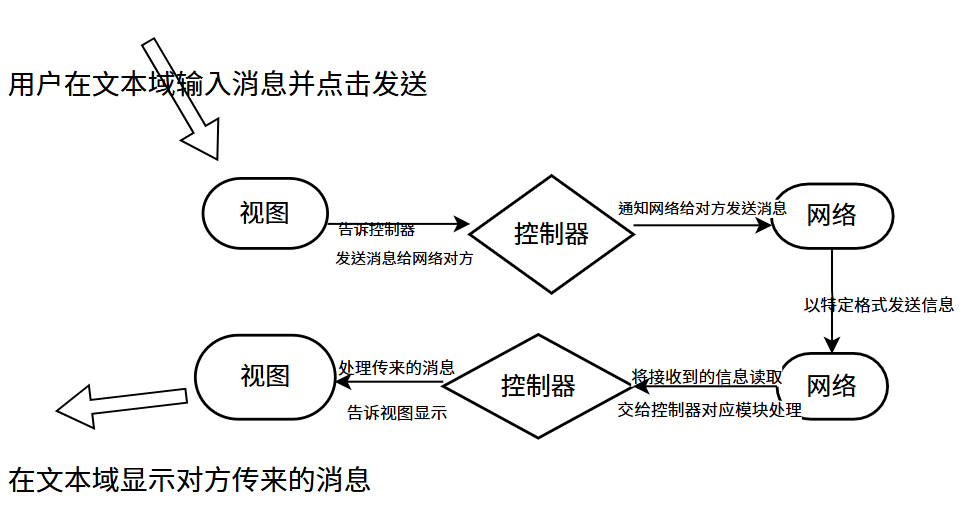 用户在文本域输入消息并点击发送
视图
告诉控制器
发送消息给网络对方
控制器
通知网络给对方发送消息
网络
以特定格式发送信息
视图
处理传来的消息
告诉视图显示
控制器
将接收到的信息读取
交给控制器对应模块处理
网络
在文本域显示对方传来的消息